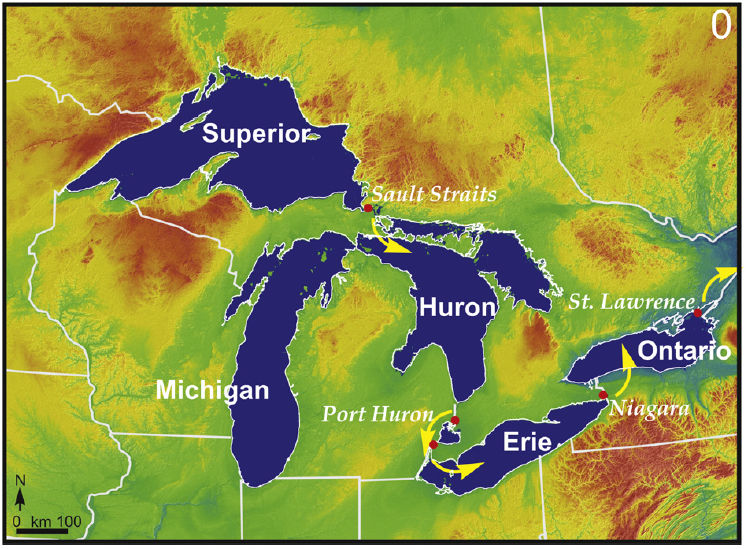 0
Superior
Sault Straits
Huron
St. Lawrence
Ontario
Michigan
Port Huron
Niagara
Erie
N
0 km 100